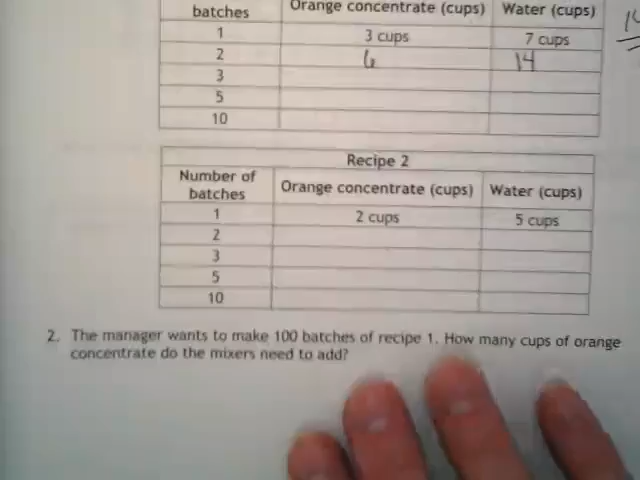 batches Orange concentrate (cups) Water (cups)
1 3 cups 7 cups
2 6 14
3
5
10
Recipe 2
Number of batches Orange concentrate (cups) Water (cups)
1 2 cups 5 cups
2
3
5
10
2. The manager wants to make 100 batches of recipe 1. How many cups of orange
concentrate do the mixers need to add?